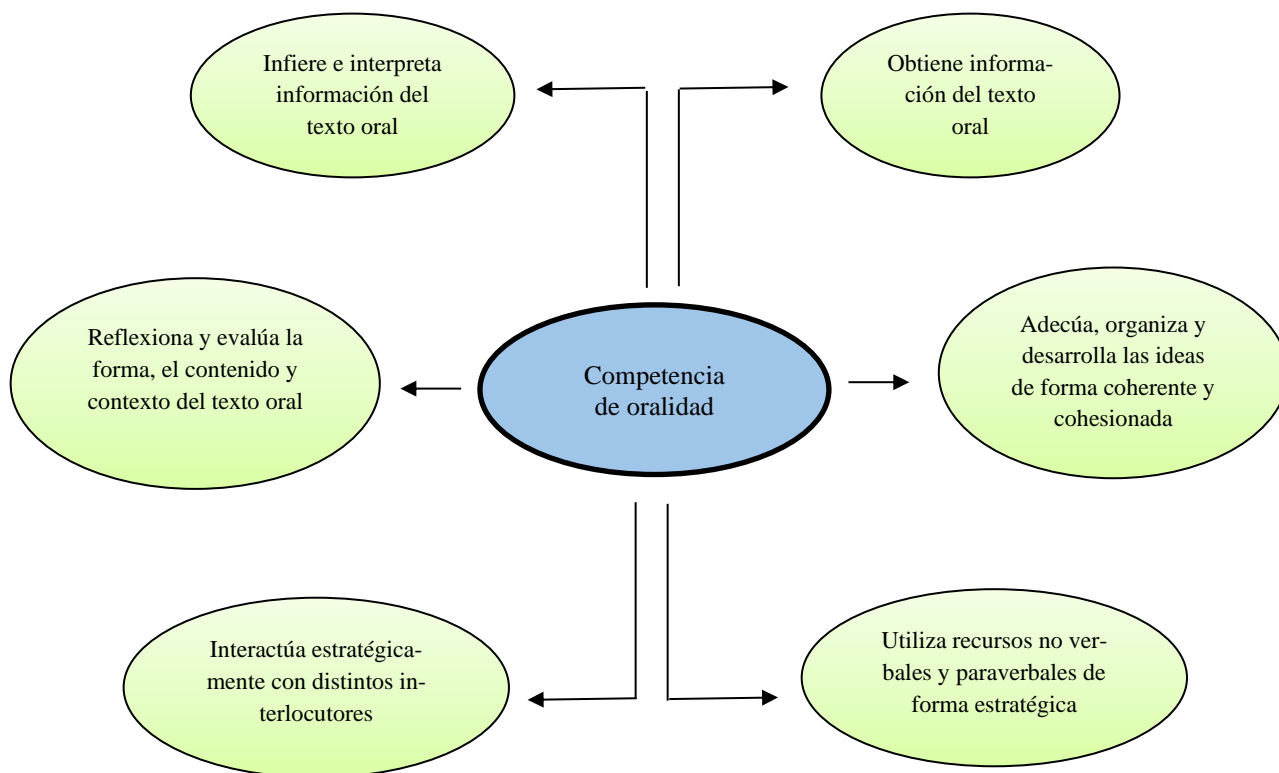 Infiere e interpreta
información del
texto oral
Obtiene informa-
ción del texto
oral
Reflexiona y evalúa la
forma, el contenido y
contexto del texto oral
Competencia
de oralidad
Adecúa, organiza y
desarrolla las ideas
de forma coherente y
cohesionada
Interactúa estratégica-
mente con distintos in-
terlocutores
Utiliza recursos no ver-
bales y paraverbales de
forma estratégica